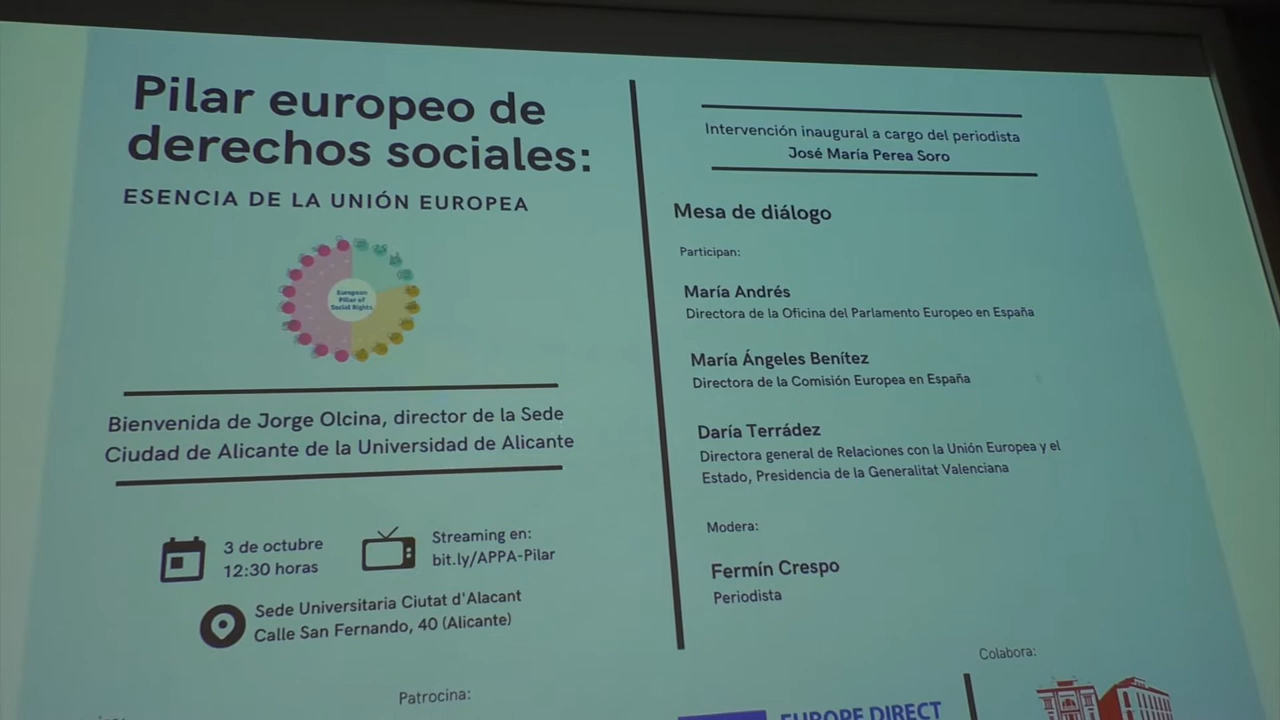 Pilar europeo de
derechos sociales:
ESENCIA DE LA UNIÓN EUROPEA
European
Pillar of
Social Rights
Bienvenida de Jorge Olcina, director de la Sede
Ciudad de Alicante de la Universidad de Alicante
3 de octubre
12:30 horas
Streaming en:
bit.ly/APPA-Pilar
Sede Universitaria Ciutat d'Alacant
Calle San Fernando, 40 (Alicante)
Patrocina:
Intervención inaugural a cargo del periodista
José María Perea Soro
Mesa de diálogo
Participan:
María Andrés
Directora de la Oficina del Parlamento Europeo en España
María Ángeles Benítez
Directora de la Comisión Europea en España
Daría Terrádez
Directora general de Relaciones con la Unión Europea y el
Estado, Presidencia de la Generalitat Valenciana
Modera:
Fermín Crespo
Periodista
Colabora:
EUROPE DIRECT